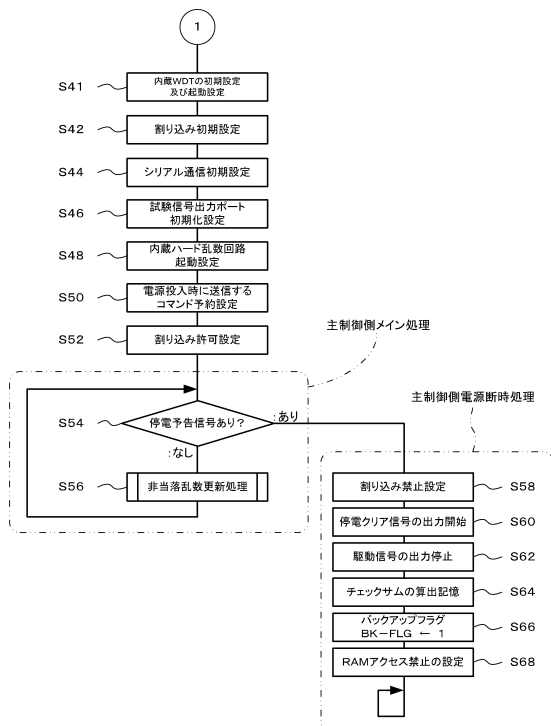 1
S41
内蔵WDTの初期設定
及び起動設定
S42
割り込み初期設定
S44
シリアル通信初期設定
S46
試験信号出力ポート
初期化設定
S48
内蔵ハード乱数回路
起動設定
S50
電源投入時に送信する
コマンド予約設定
S52
割り込み許可設定
主制御側メイン処理
S54
停電予告信号あり？
:あり
:なし
S56
非当落乱数更新処理
主制御側電源断時処理
割り込み禁止設定
S58
停電クリア信号の出力開始
S60
駆動信号の出力停止
S62
チェックサムの算出記憶
S64
バックアップフラグ
BK－FLG ← 1
S66
RAMアクセス禁止の設定
S68